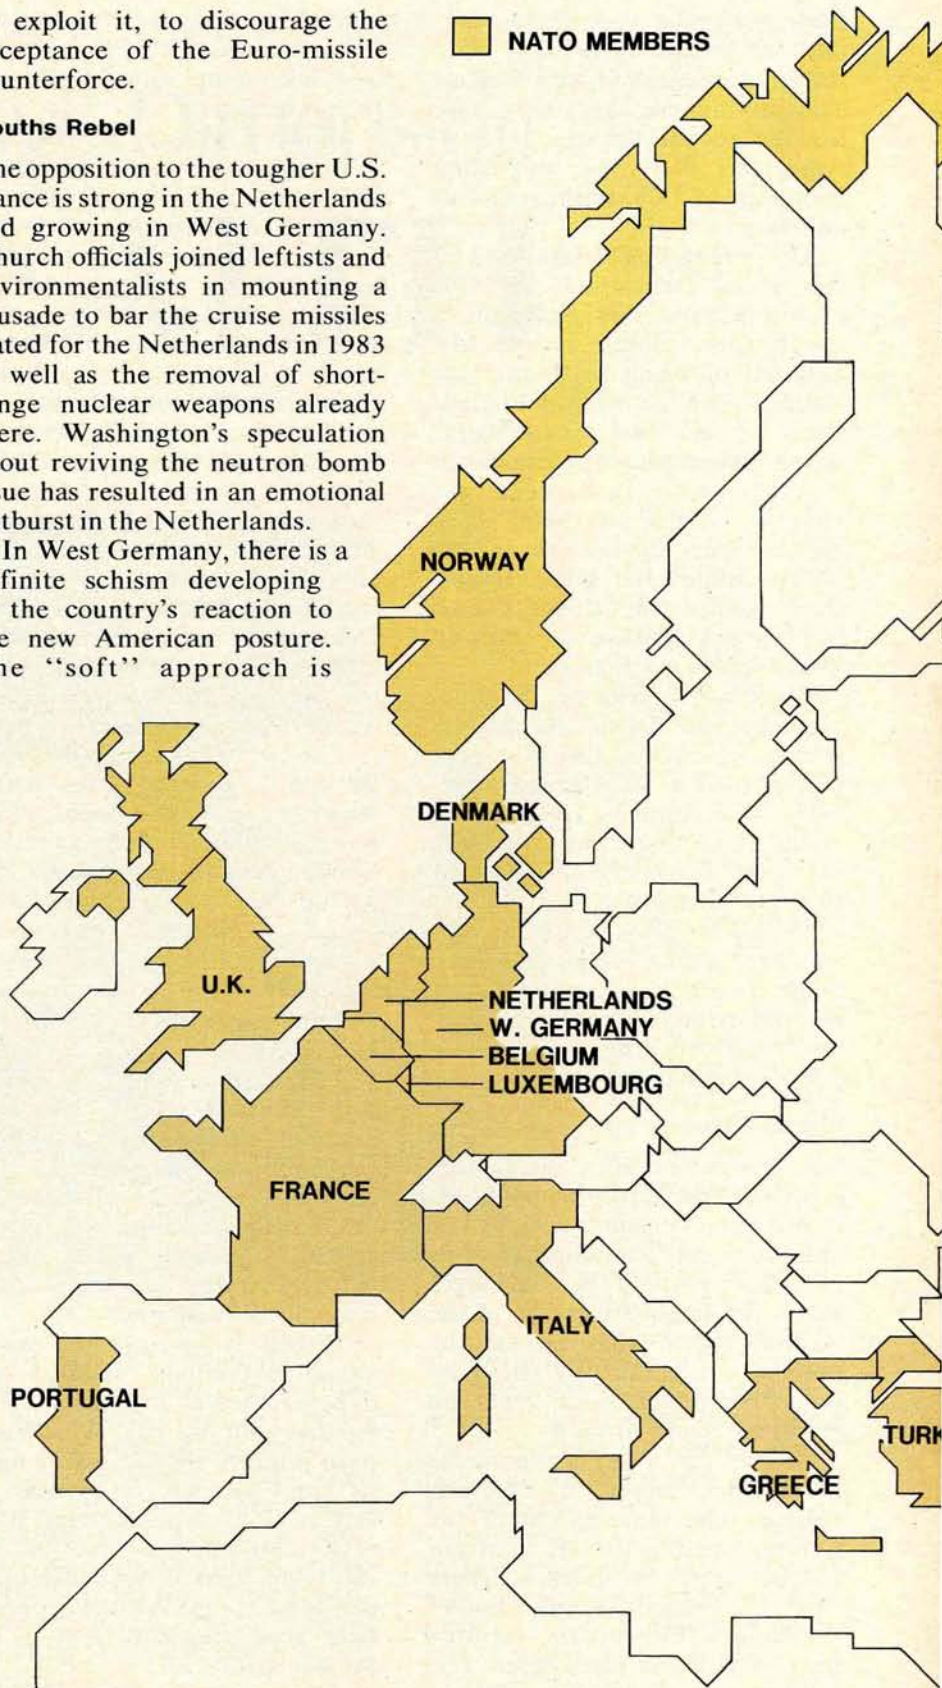 exploit it, to discourage the
ceptance of the Euro-missile
unterforce.
ouths Rebel
he opposition to the tougher U.S.
ance is strong in the Netherlands
d growing in West Germany.
hurch officials joined leftists and
vironmentalists in mounting a
usade to bar the cruise missiles
ated for the Netherlands in 1983
well as the removal of short-
nge nuclear weapons already
ere. Washington's speculation
out reviving the neutron bomb
sue has resulted in an emotional
tburst in the Netherlands.
In West Germany, there is a
finite schism developing
the country's reaction to
e new American posture.
he “soft” approach is
NATO MEMBERS
NORWAY
DENMARK
U.K.
NETHERLANDS
W. GERMANY
BELGIUM
LUXEMBOURG
FRANCE
ITALY
PORTUGAL
TURK
GREECE